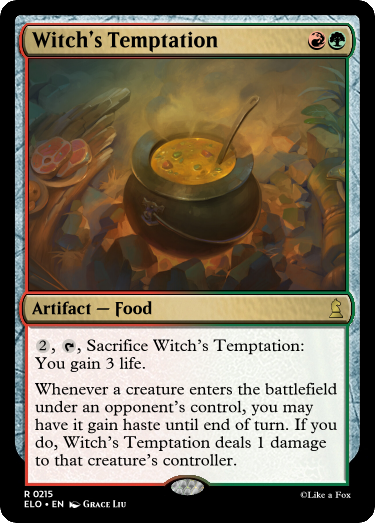 Witch's Temptation
Artifact — Food
2, T, Sacrifice Witch's Temptation:
You gain 3 life.
Whenever a creature enters the battlefield
under an opponent's control, you may
have it gain haste until end of turn. If you
do, Witch's Temptation deals 1 damage
to that creature's controller.
R 0215
ELO • EN Grace Liu
©Like a Fox